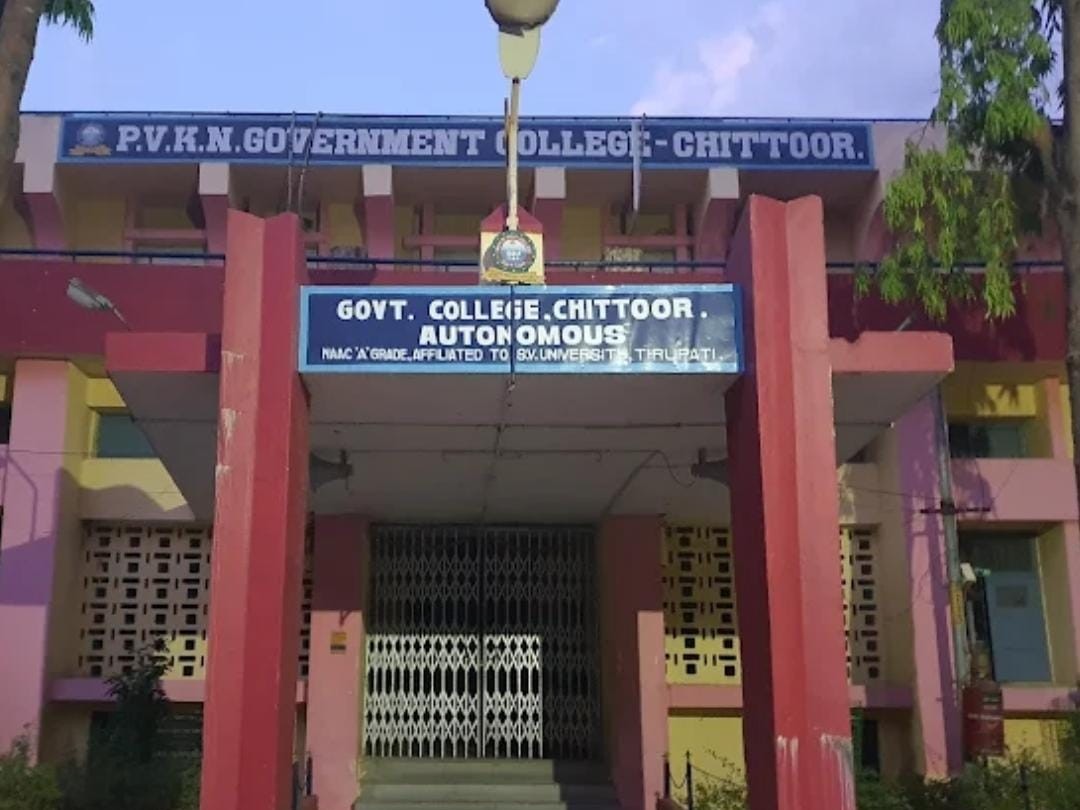 P.V.K.N.GOVERNMENT COLLEGE-CHITTOOR.
GOVT. COLLEGE.CHITTOOR.
AUTONOMOUS
NAAC 'A' GRADE, AFFILIATED TO S.V.UNIVERSITY, TIRUPATI.